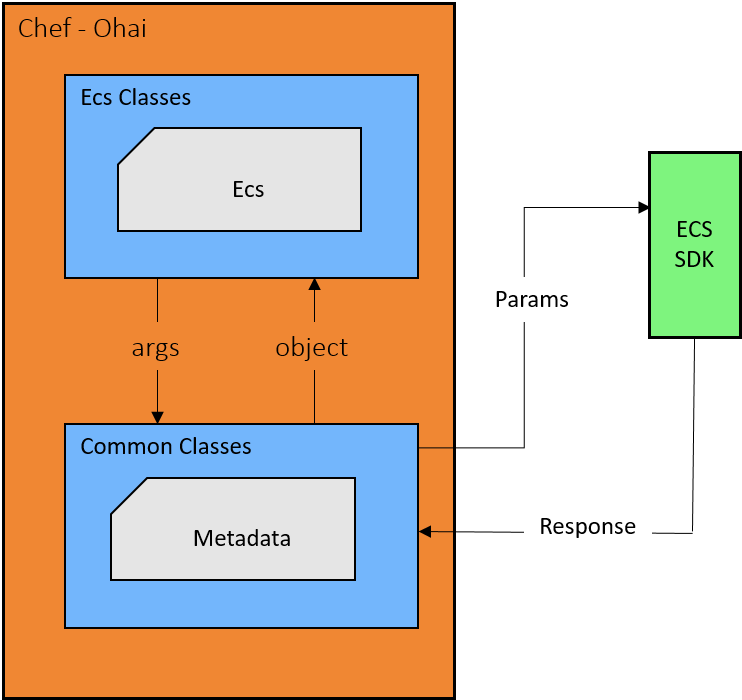 Chef - Ohai
Ecs Classes
Ecs
ECS
SDK
Params
args
object
Common Classes
Metadata
Response